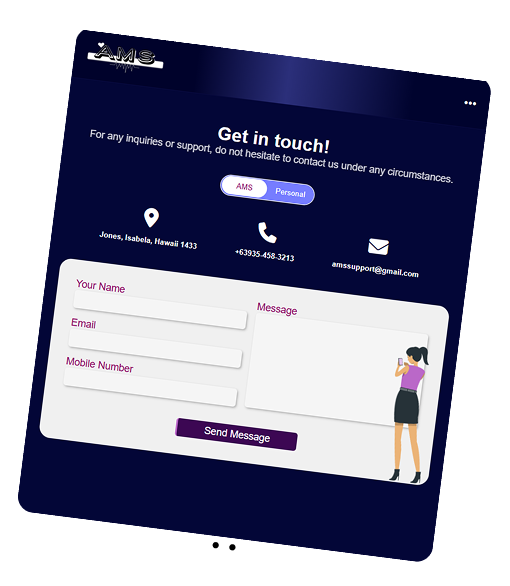 AMS
Get in touch!
For any inquiries or support, do not hesitate to contact us under any circumstances.
AMS Personal
Jones, Isabela, Hawaii 1433
+63935-458-3213
amssupport@gmail.com
Your Name
Message
Email
Mobile Number
Send Message